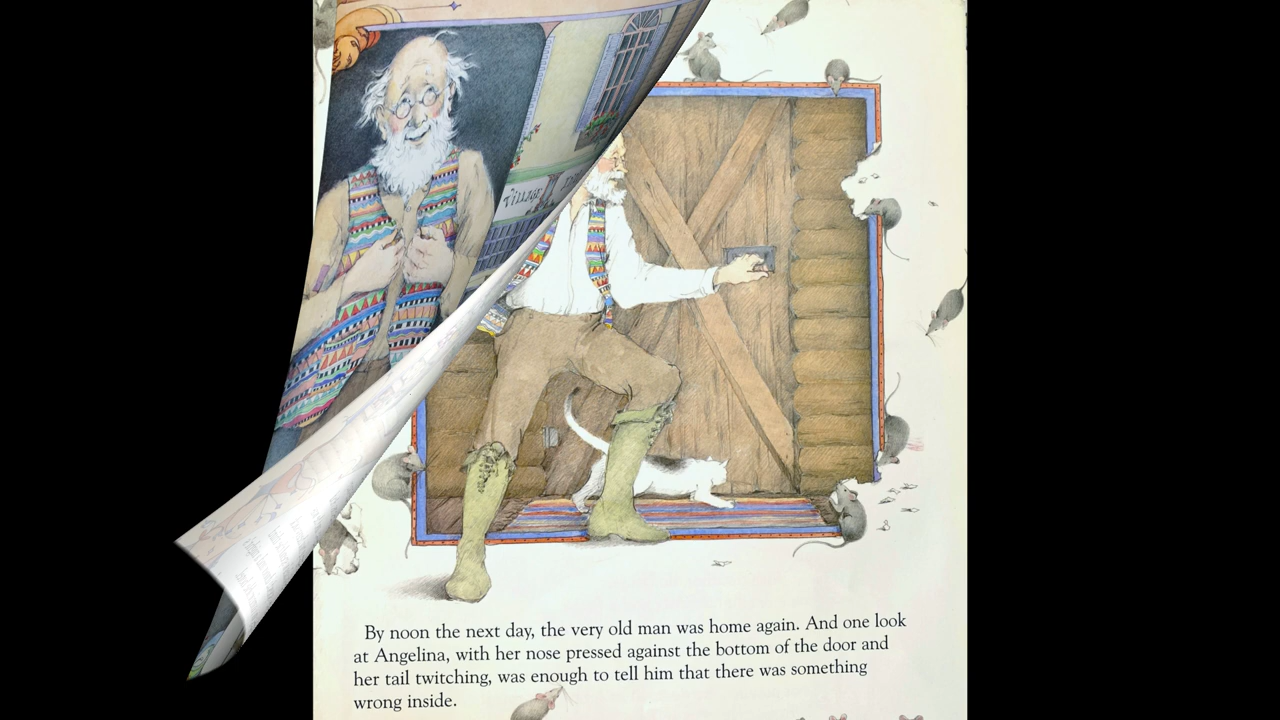 VILLAGE
By noon the next day, the very old man was home again. And one look
at Angelina, with her nose pressed against the bottom of the door and
her tail twitching, was enough to tell him that there was something
wrong inside.